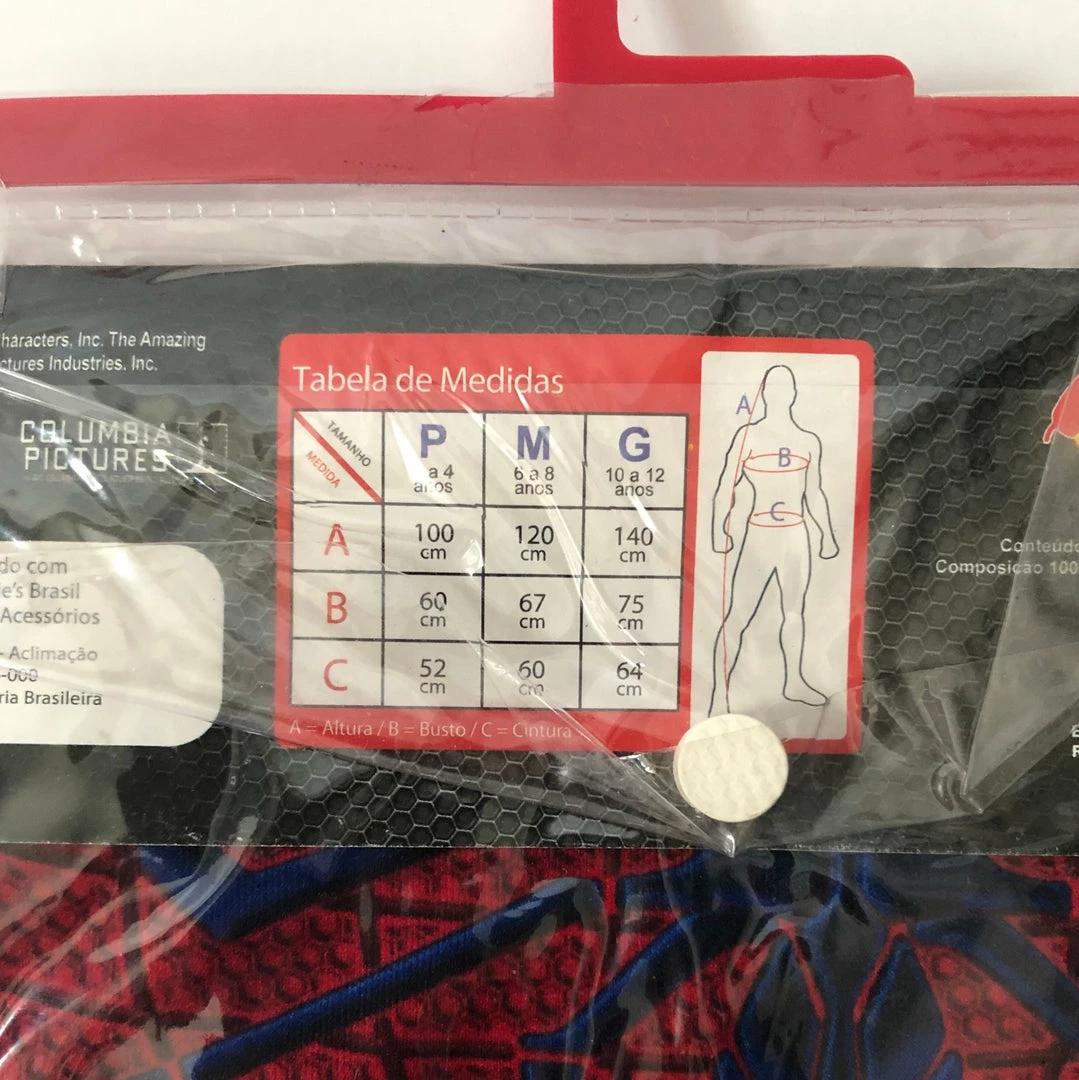 haracters, Inc. The Amazing
ctures Industries. Inc.
COLUMBIA
PICTURES
do com
e's Brasil
Acessórios
- Aclimação
-000
ria Brasileira
Tabela de Medidas
TAMANHO
MEDIDA
P
a 4
anos
M
6 a 8
anos
G
10 a 12
anos
A
100
cm
120
cm
140
cm
B
60
cm
67
cm
75
cm
C
52
cm
60
cm
64
cm
A = Altura / B = Busto / C = Cintura
A
B
C
Conteúdo
Composição 100